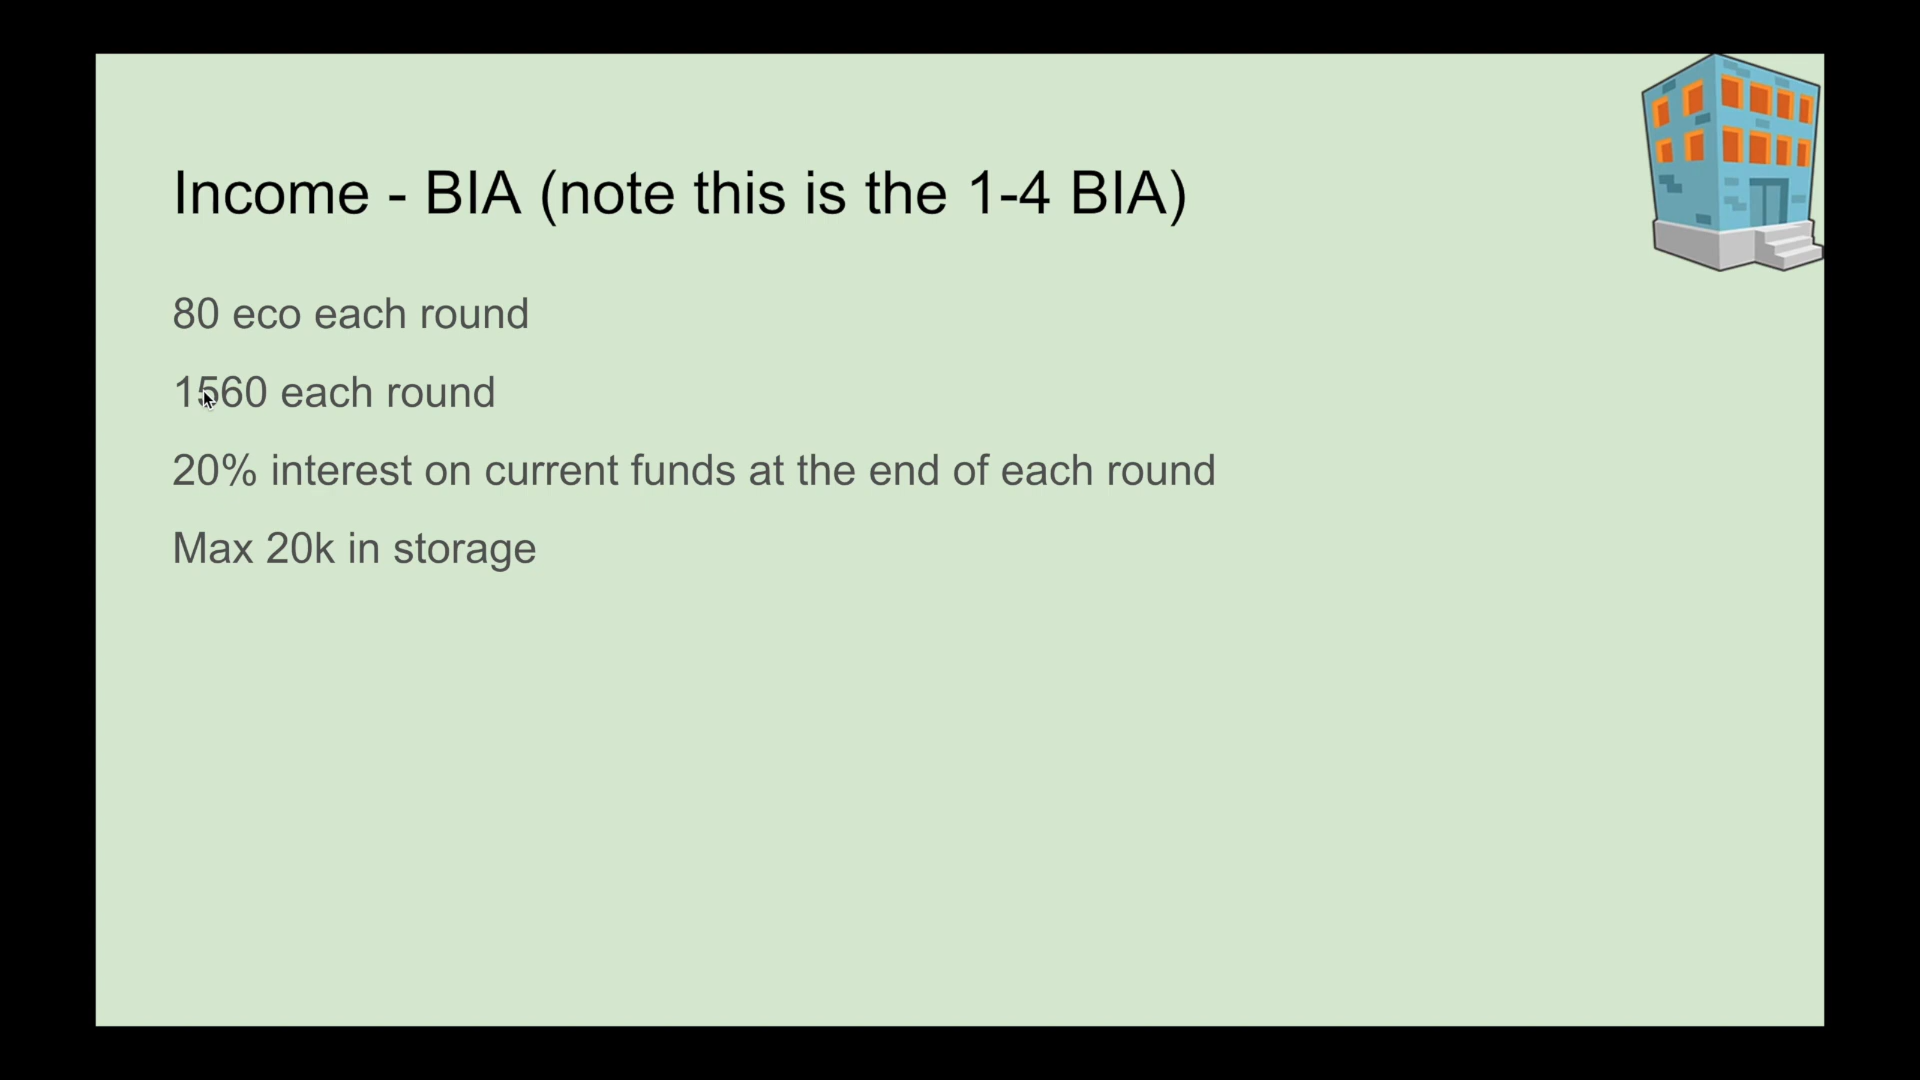 Income - BIA (note this is the 1-4 BIA)
80 eco each round
1560 each round
20% interest on current funds at the end of each round
Max 20k in storage